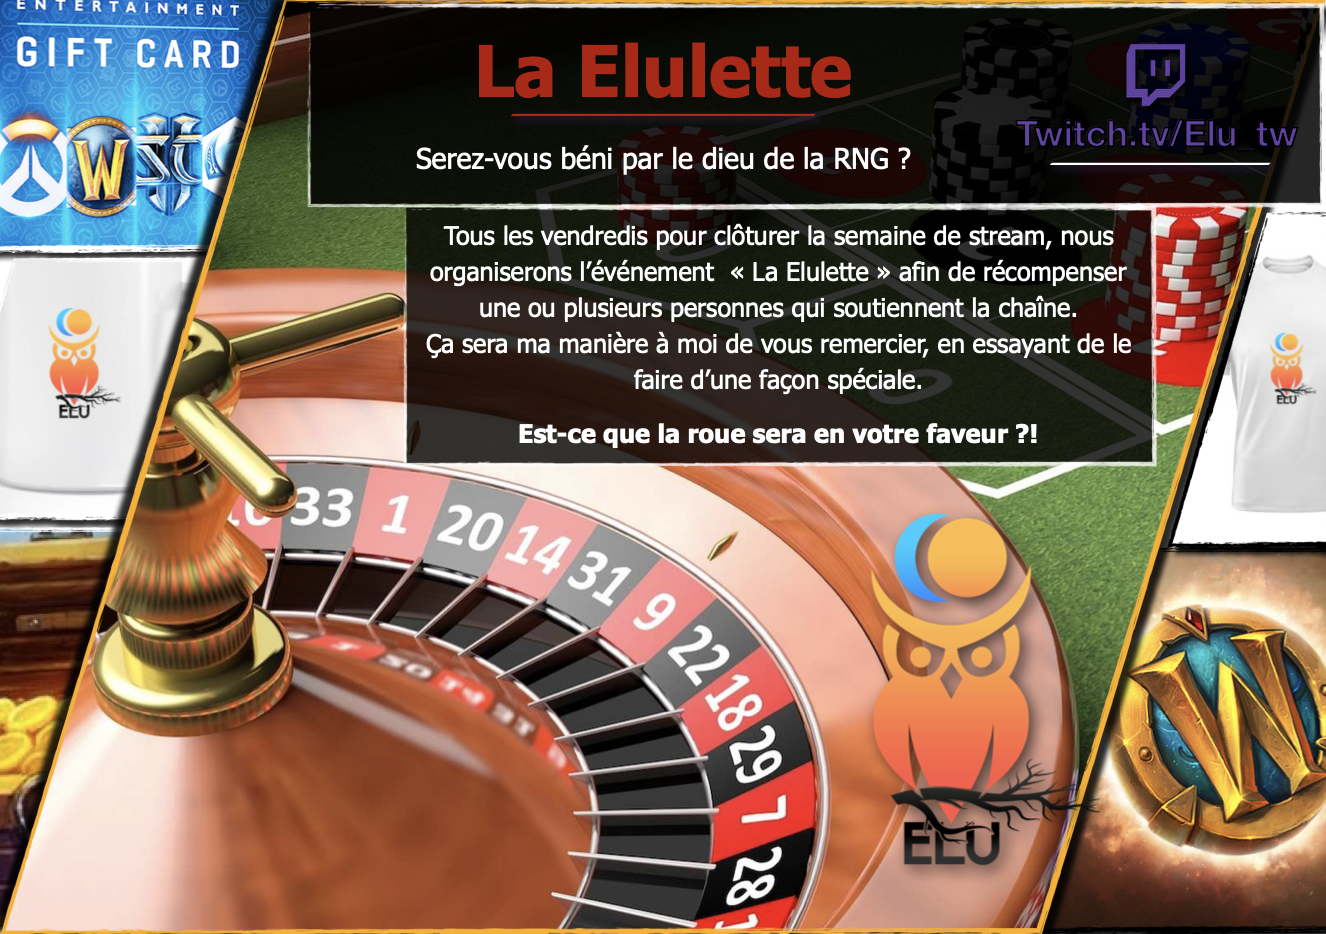 ENTERTAINMENT
GIFT CARD
W
La Elulette
Serez-vous béni par le dieu de la RNG ?
Twitch.tv/Elu_tw
Tous les vendredis pour clôturer la semaine de stream, nous
organiserons l’événement « La Elulette » afin de récompenser
une ou plusieurs personnes qui soutiennent la chaîne.
Ça sera ma manière à moi de vous remercier, en essayant de le
faire d’une façon spéciale.
Est-ce que la roue sera en votre faveur ?!
ELU
ELU
33 1 20 14 31 9 22 18 29 7 28
ELU
W